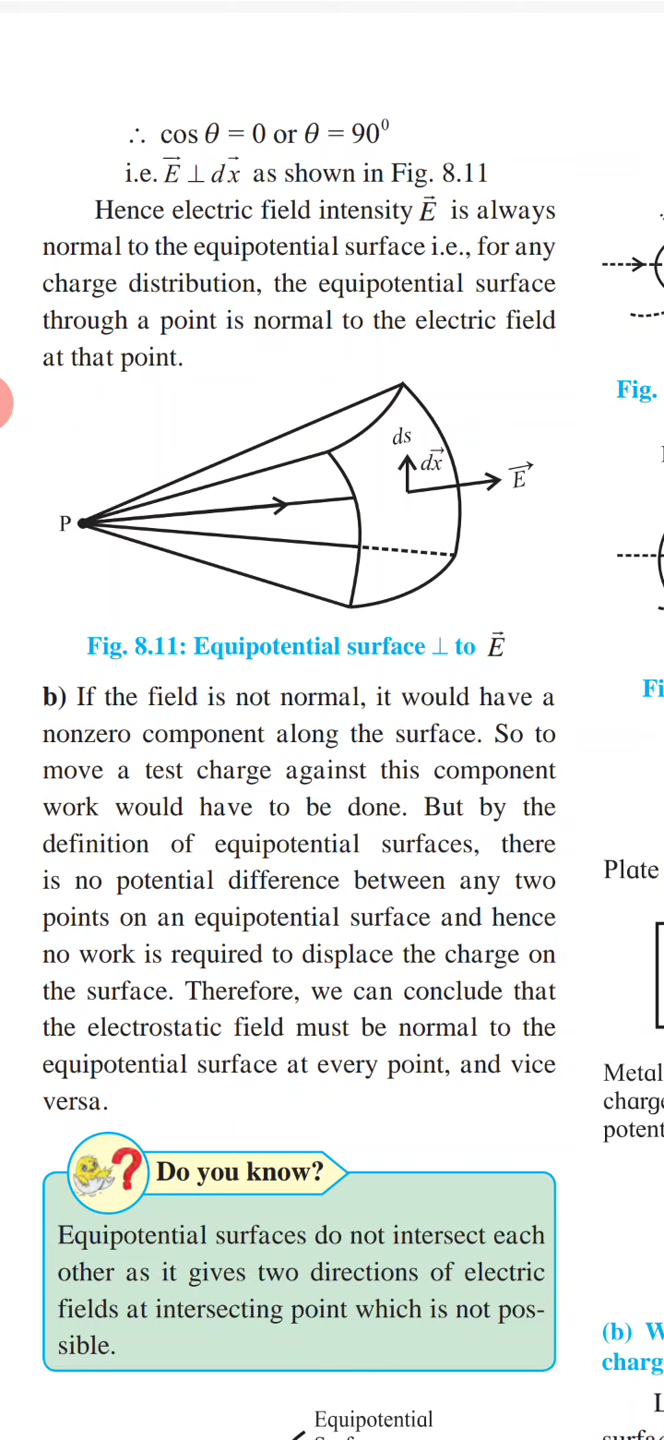 ∴ cos θ = 0 or θ = 90⁰
i.e. E⃗ ⊥ dx⃗ as shown in Fig. 8.11
Hence electric field intensity E⃗ is always
normal to the equipotential surface i.e., for any
charge distribution, the equipotential surface
through a point is normal to the electric field
at that point.
ds
dx⃗
E⃗
P
Fig. 8.11: Equipotential surface ⊥ to E⃗
b) If the field is not normal, it would have a
nonzero component along the surface. So to
move a test charge against this component
work would have to be done. But by the
definition of equipotential surfaces, there
is no potential difference between any two
points on an equipotential surface and hence
no work is required to displace the charge on
the surface. Therefore, we can conclude that
the electrostatic field must be normal to the
equipotential surface at every point, and vice
versa.
Do you know?
Equipotential surfaces do not intersect each
other as it gives two directions of electric
fields at intersecting point which is not pos-
sible.
Equipotential
Fig.
Fi
Plate
Metal
charge
potent
(b) W
charg
L